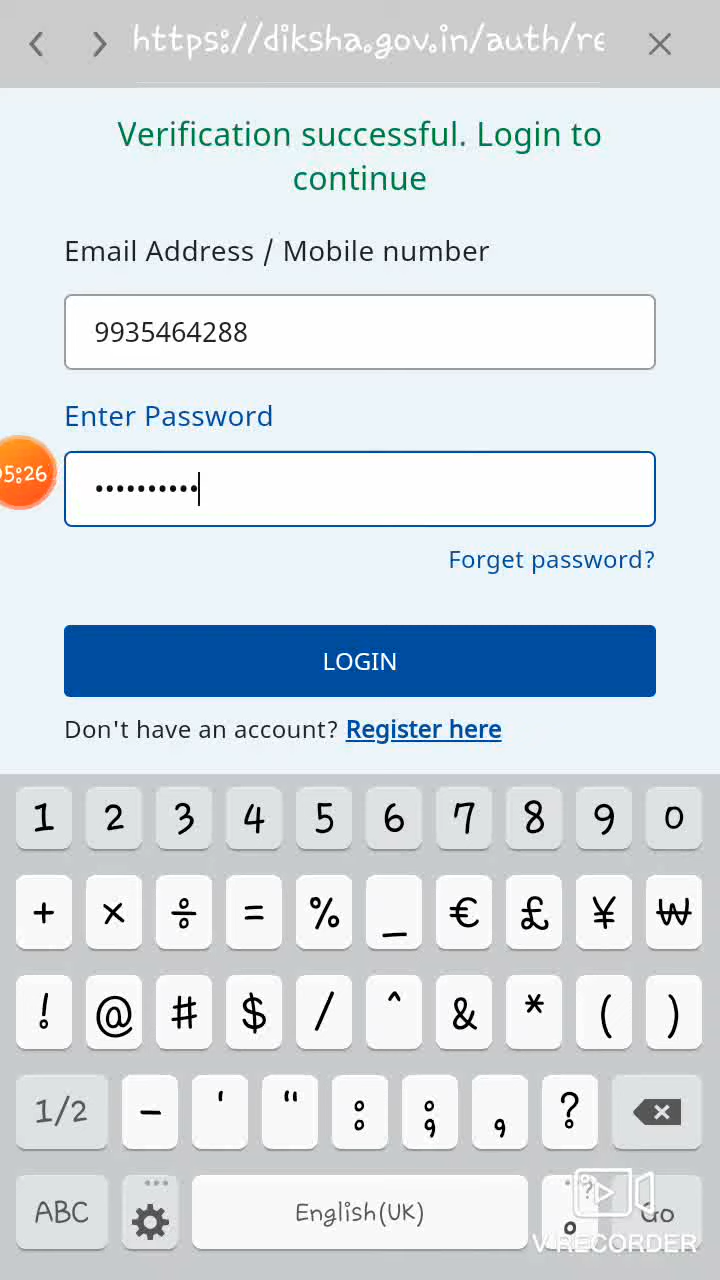 https://diksha.gov.in/auth/re
Verification successful. Login to
continue
Email Address / Mobile number
9935464288
Enter Password
••••••••••
05:26
Forget password?
LOGIN
Don't have an account? Register here
1 2 3 4 5 6 7 8 9 0
+ × ÷ = % _ € £ ¥ ₩
! @ # $ / ^ & * ( )
1/2 - ' " : ; , ?
ABC English(UK) . ? Go
V RECORDER